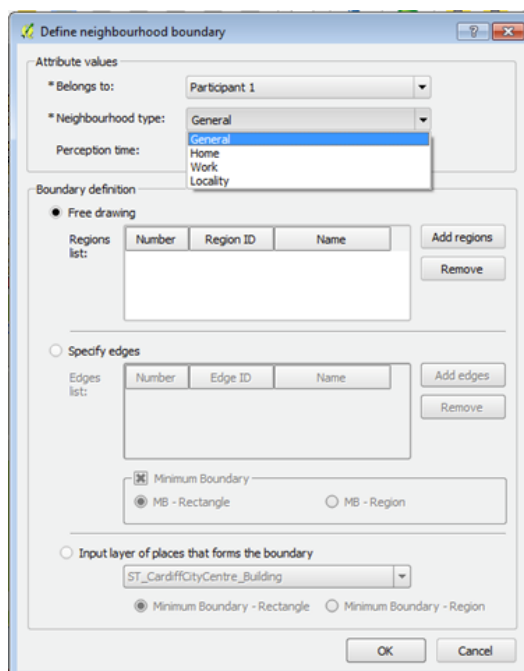 Define neighbourhood boundary
Attribute values
* Belongs to: Participant 1
* Neighbourhood type: General
General
Home
Work
Locality
Perception time:
Boundary definition
Free drawing
Regions list:
Number Region ID Name
Add regions
Remove
Specify edges
Edges list:
Number Edge ID Name
Add edges
Remove
Minimum Boundary
MB - Rectangle MB - Region
Input layer of places that forms the boundary
ST_CardiffCityCentre_Building
Minimum Boundary - Rectangle Minimum Boundary - Region
OK Cancel